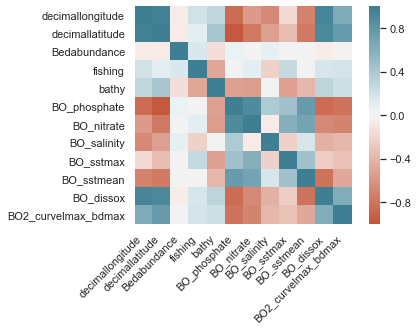 decimallongitude
decimallatitude
Bedabundance
fishing
bathy
BO_phosphate
BO_nitrate
BO_salinity
BO_sstmax
BO_sstmean
BO_dissox
BO2_curvelmax_bdmax
0.8
0.4
0.0
−0.4
−0.8
decimallongitude
decimallatitude
Bedabundance
fishing
bathy
BO_phosphate
BO_nitrate
BO_salinity
BO_sstmax
BO_sstmean
BO_dissox
BO2_curvelmax_bdmax